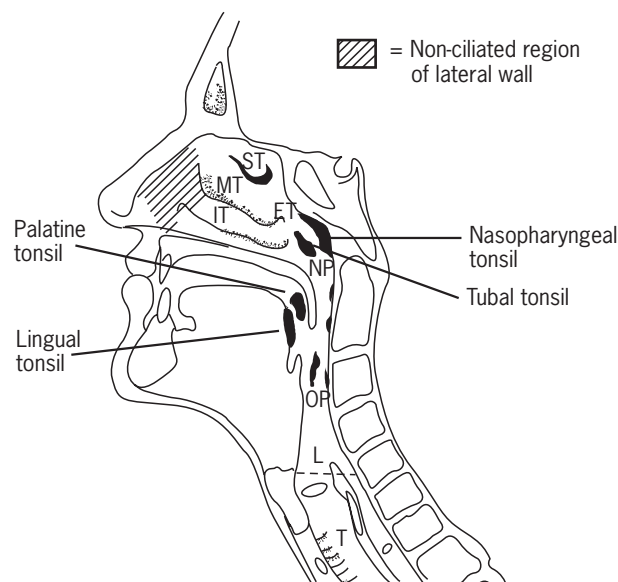 = Non-ciliated region
of lateral wall
ST
MT
IT
ET
Palatine
tonsil
Nasopharyngeal
tonsil
NP
Tubal tonsil
Lingual
tonsil
OP
L
T